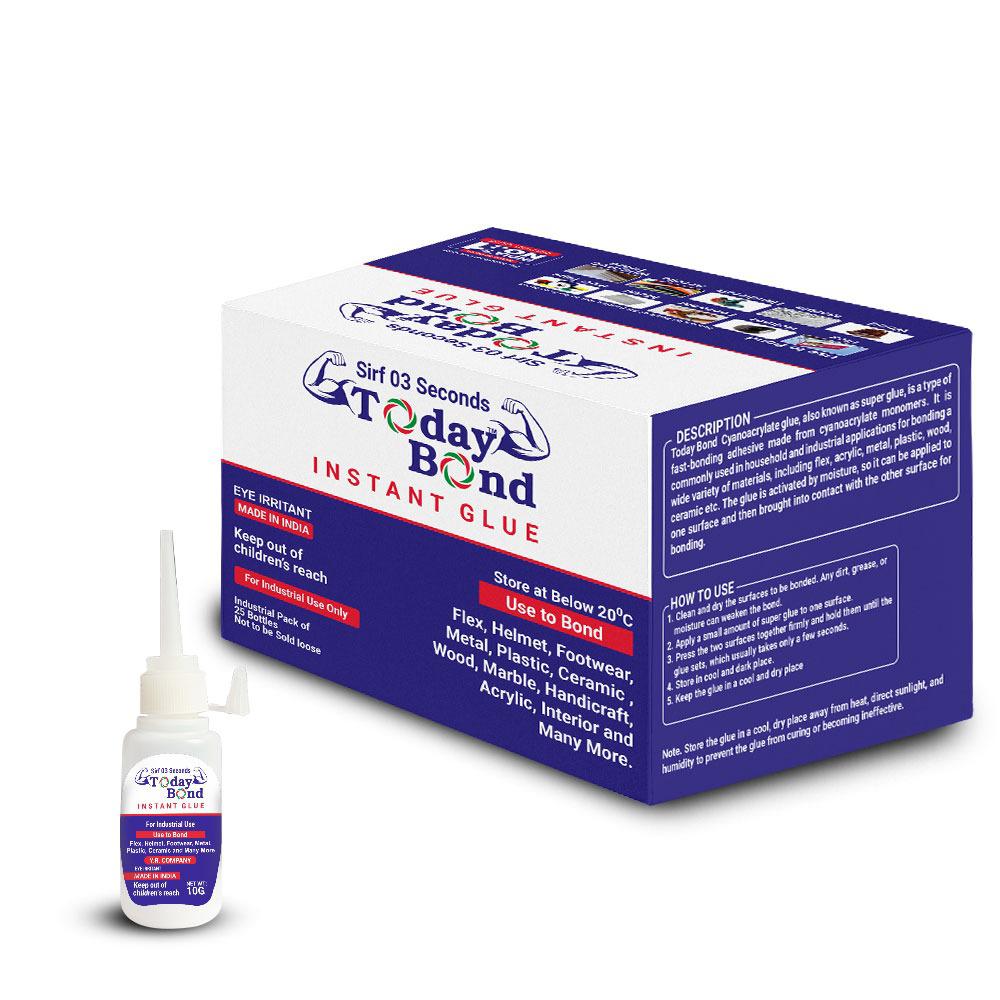 INDIA'S
NO.1
INSTANT GLUE
Today
Bond
Sirf 03 Seconds
Sirf 03 Seconds
Today
Bond
INSTANT GLUE
EYE IRRITANT
MADE IN INDIA
Keep out of
children's reach
For Industrial Use Only
Industrial Pack of
25 Bottles
Not to be Sold loose
Store at Below 20⁰C
Use to Bond
Flex, Helmet, Footwear,
Metal, Plastic, Ceramic ,
Wood, Marble, Handicraft,
Acrylic, Interior and
Many More.
DESCRIPTION
Today Bond Cyanoacrylate glue, also known as super glue, is a type of
fast-bonding adhesive made from cyanoacrylate monomers. It is
commonly used in household and industrial applications for bonding a
wide variety of materials, including flex, acrylic, metal, plastic, wood,
ceramic etc. The glue is activated by moisture, so it can be applied to
one surface and then brought into contact with the other surface for
bonding.
HOW TO USE
1. Clean and dry the surfaces to be bonded. Any dirt, grease, or
moisture can weaken the bond.
2. Apply a small amount of super glue to one surface.
3. Press the two surfaces together firmly and hold them until the
glue sets, which usually takes only a few seconds.
4. Store in cool and dark place.
5. Keep the glue in a cool and dry place
Note. Store the glue in a cool, dry place away from heat, direct sunlight, and
humidity to prevent the glue from curing or becoming ineffective.
Sirf 03 Seconds
Today
Bond
INSTANT GLUE
For Industrial Use
Use to Bond
Flex, Helmet, Footwear, Metal,
Plastic, Ceramic and Many More
Y.R. COMPANY
EYE IRRITANT
MADE IN INDIA
Keep out of
children's reach
NET WT:
10G